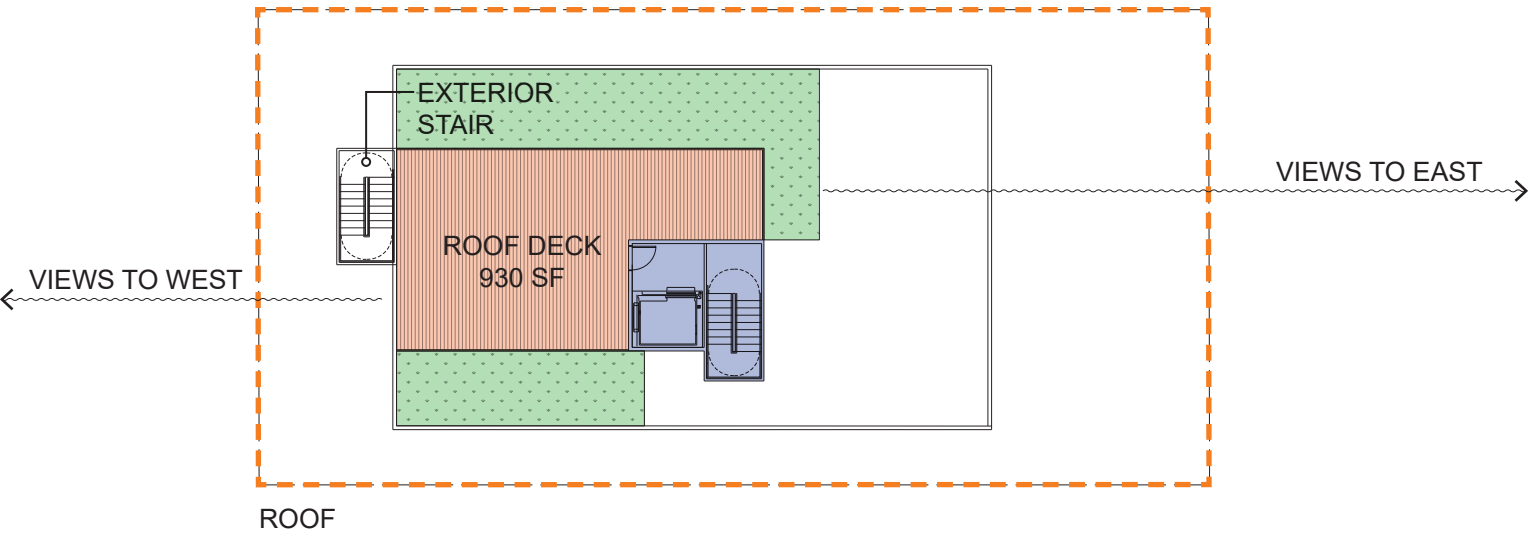 EXTERIOR
STAIR
VIEWS TO EAST
ROOF DECK
930 SF
VIEWS TO WEST
ROOF